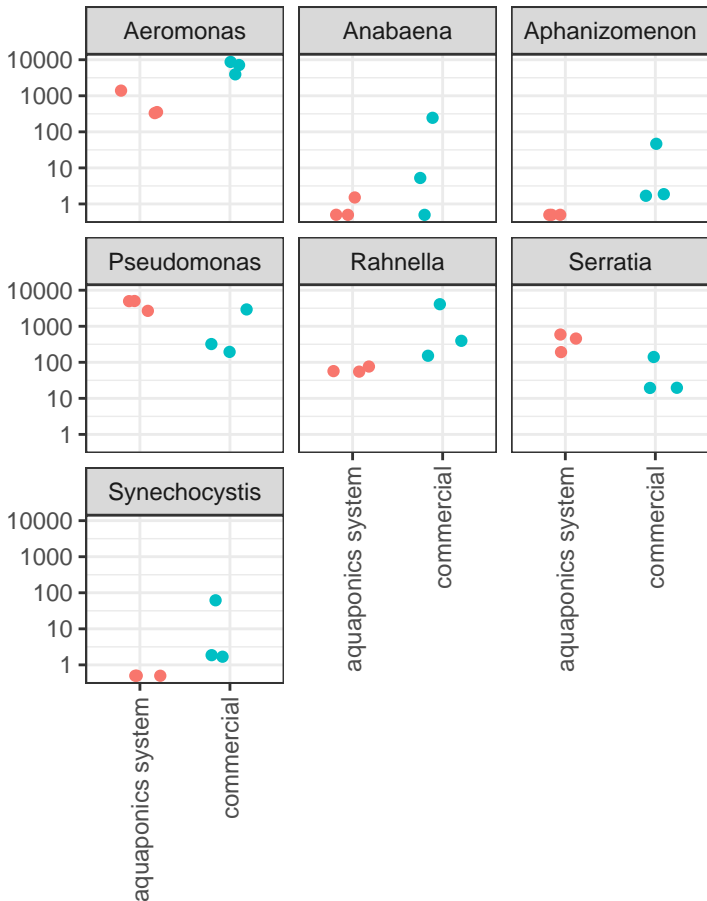 Aeromonas Anabaena Aphanizomenon
10000
1000
100
10
1
Pseudomonas Rahnella Serratia
10000
1000
100
10
1
Synechocystis
10000
1000
100
10
1
aquaponics system
commercial
aquaponics system
commercial
aquaponics system
commercial